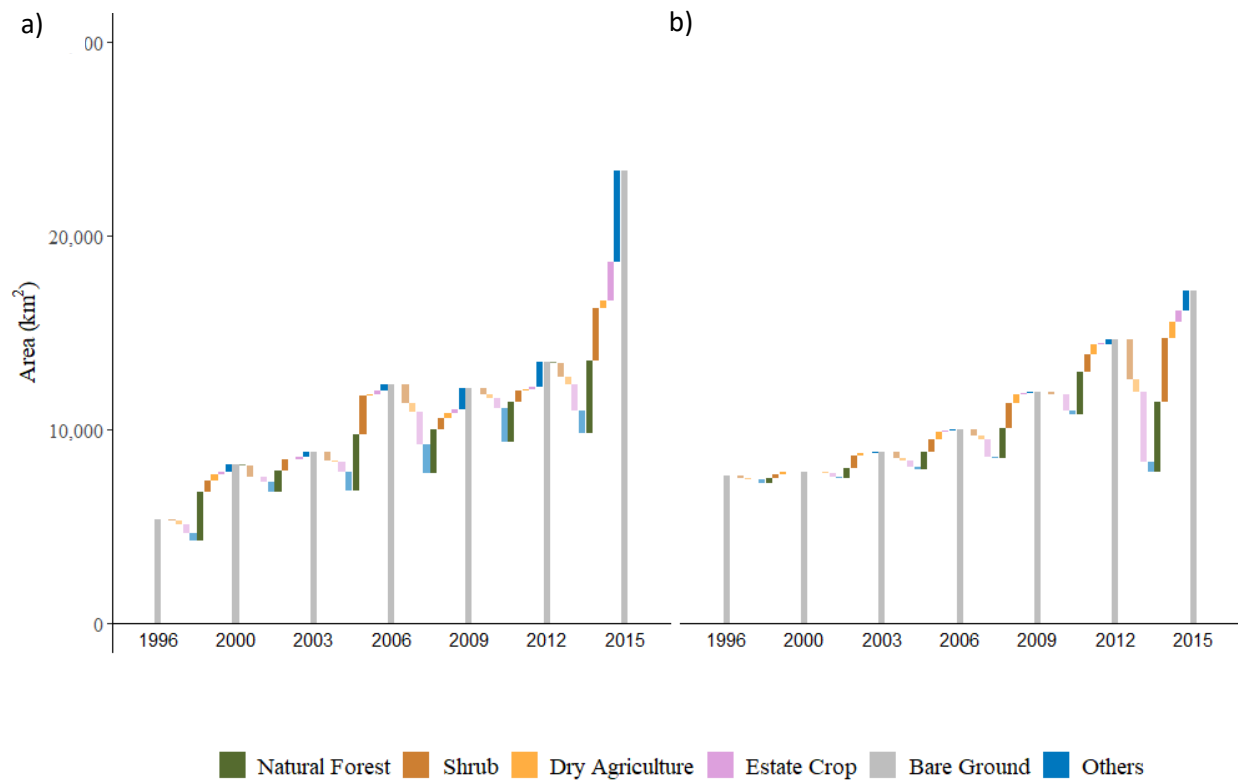 a)
b)
00
20,000
10,000
0
Area (km²)
1996 2000 2003 2006 2009 2012 2015
1996 2000 2003 2006 2009 2012 2015
Natural Forest Shrub Dry Agriculture Estate Crop Bare Ground Others